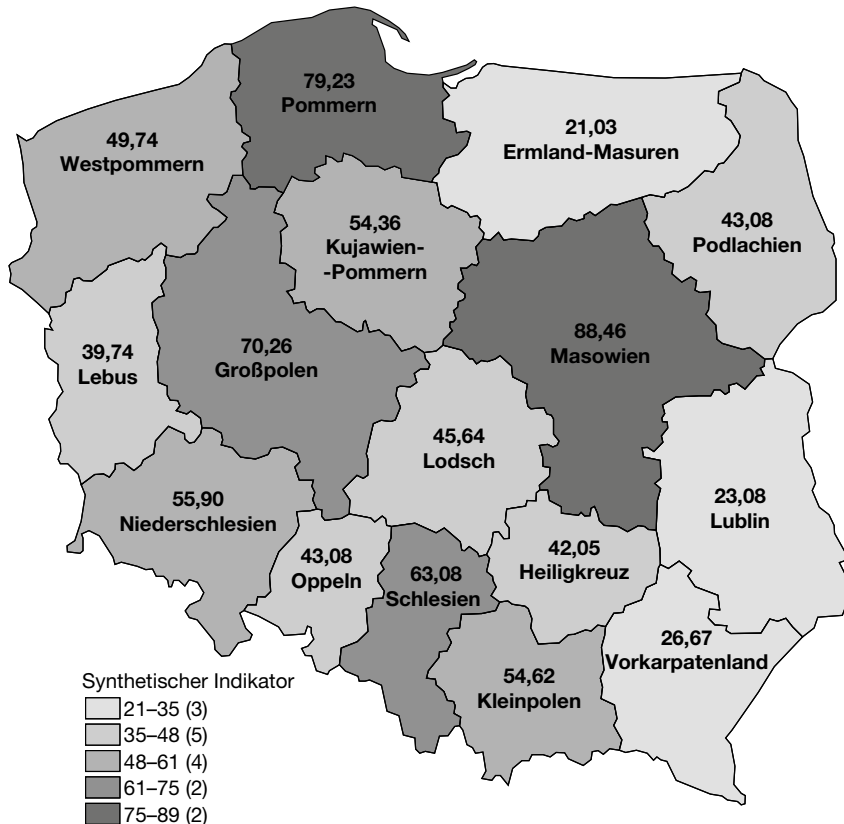 79,23
Pommern
49,74
Westpommern
21,03
Ermland-Masuren
54,36
Kujawien-
-Pommern
43,08
Podlachien
39,74
Lebus
70,26
Großpolen
88,46
Masowien
45,64
Lodsch
55,90
Niederschlesien
43,08
Oppeln
63,08
Schlesien
42,05
Heiligkreuz
23,08
Lublin
54,62
Kleinpolen
26,67
Vorkarpatenland
Synthetischer Indikator
21–35 (3)
35–48 (5)
48–61 (4)
61–75 (2)
75–89 (2)